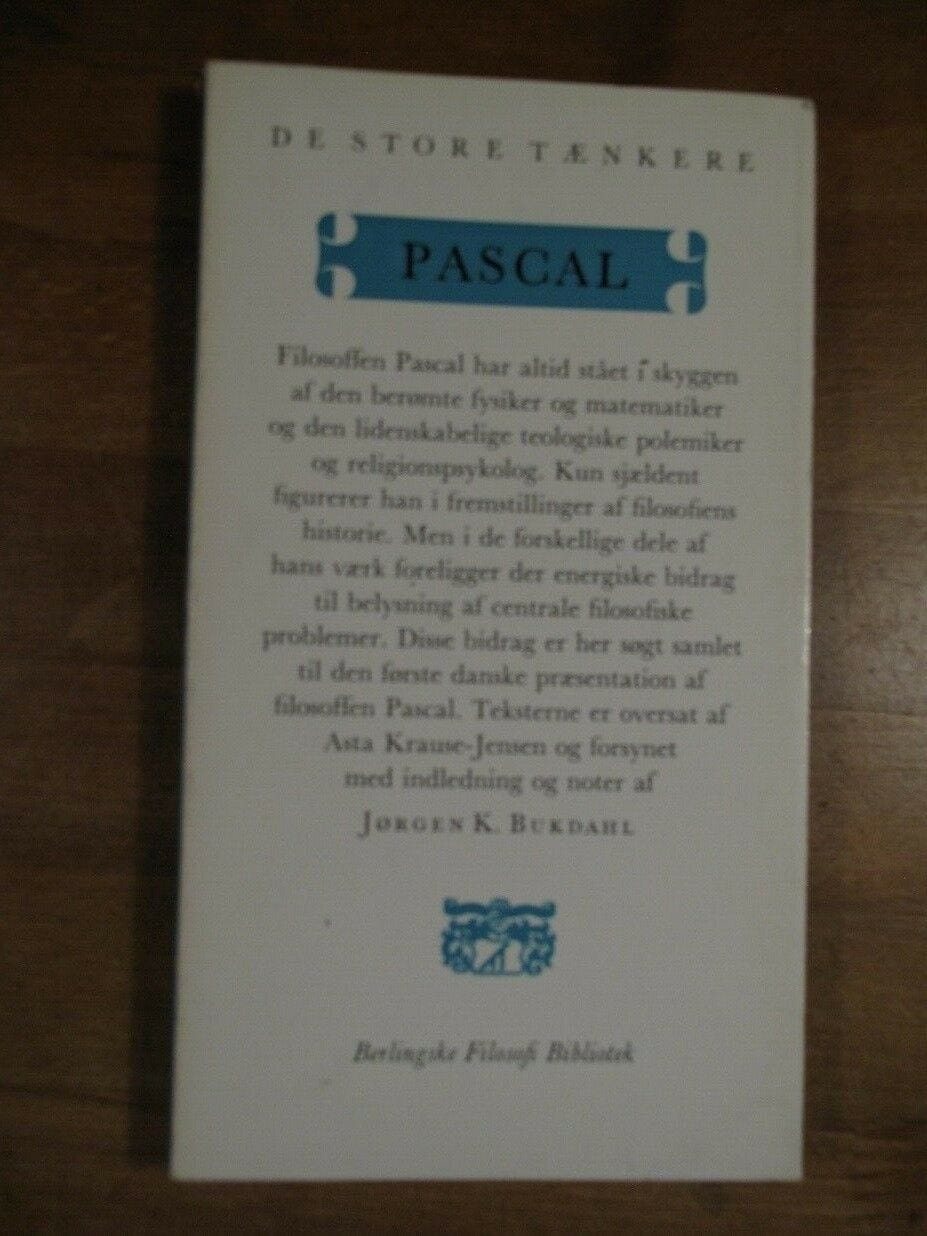 DE STORE TÆNKERE
PASCAL
Filosoffen Pascal har altid stået i skyggen
af den berømte fysiker og matematiker
og den lidenskabelige teologiske polemiker
og religionspsykolog. Kun sjældent
figurerer han i fremstillinger af filosofiens
historie. Men i de forskellige dele af
hans værk foreligger der energiske bidrag
til belysning af centrale filosofiske
problemer. Disse bidrag er her søgt samlet
til den første danske præsentation af
filosoffen Pascal. Teksterne er oversat af
Asta Krause-Jensen og forsynet
med indledning og noter af
JØRGEN K. BUKDAHL
Berlingske Filosofi Bibliotek